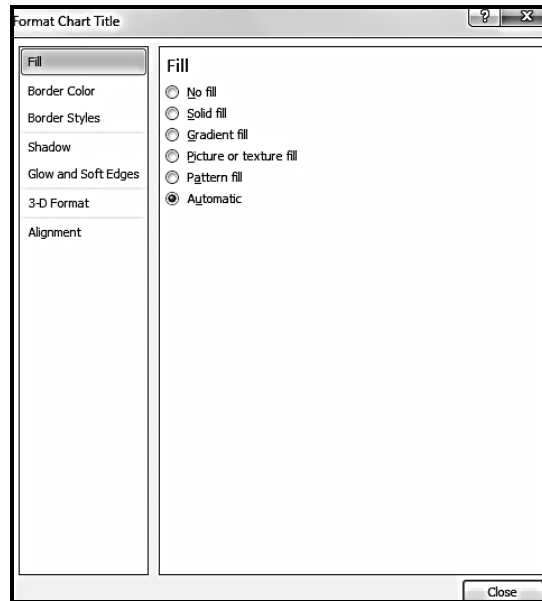 Format Chart Title
?
X
Fill
Border Color
Border Styles
Shadow
Glow and Soft Edges
3-D Format
Alignment
Fill
No fill
Solid fill
Gradient fill
Picture or texture fill
Pattern fill
Automatic
Close